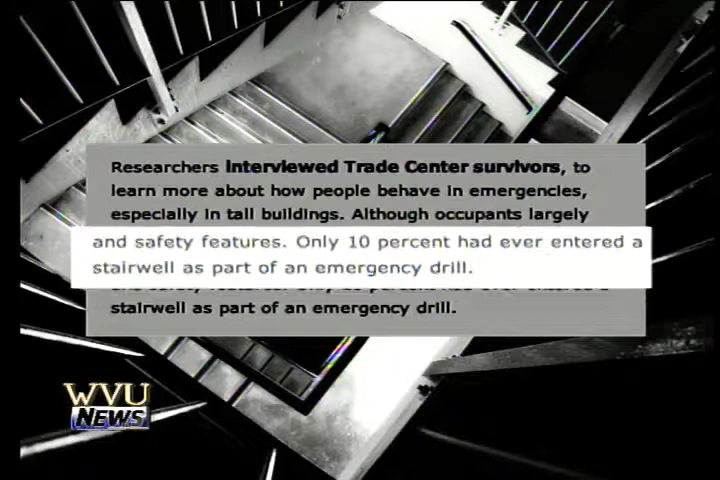 Researchers interviewed Trade Center survivors, to
learn more about how people behave in emergencies,
especially in tall buildings. Although occupants largely
and safety features. Only 10 percent had ever entered a
stairwell as part of an emergency drill.
stairwell as part of an emergency drill.
WVU
NEWS